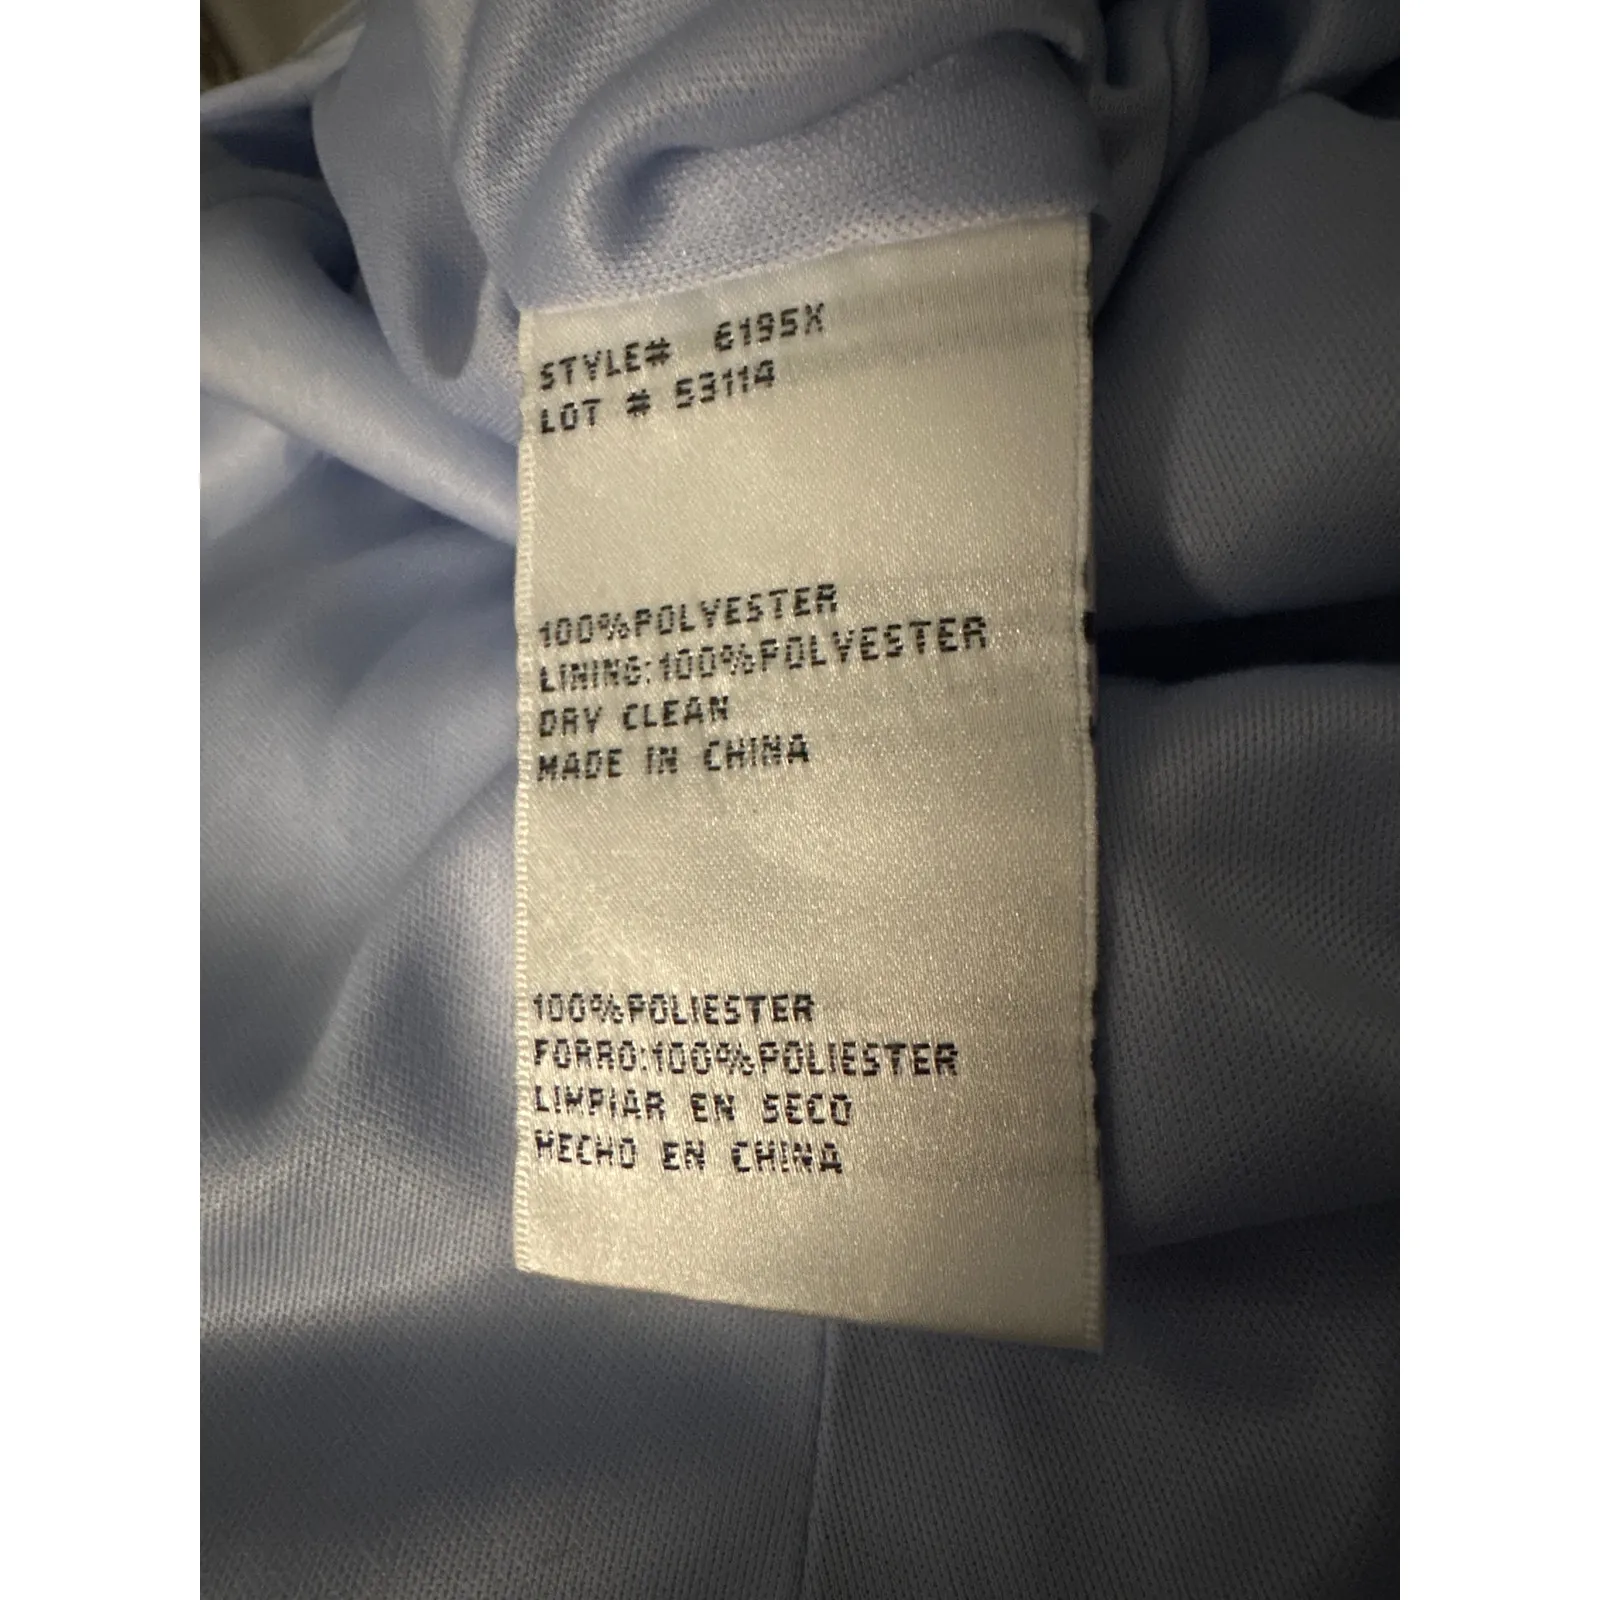 STYLE# 6195X
LOT # 53114
100%POLYESTER
LINING:100%POLYESTER
DRY CLEAN
MADE IN CHINA
100%POLIESTER
FORRO:100%POLIESTER
LIMPIAR EN SECO
HECHO EN CHINA